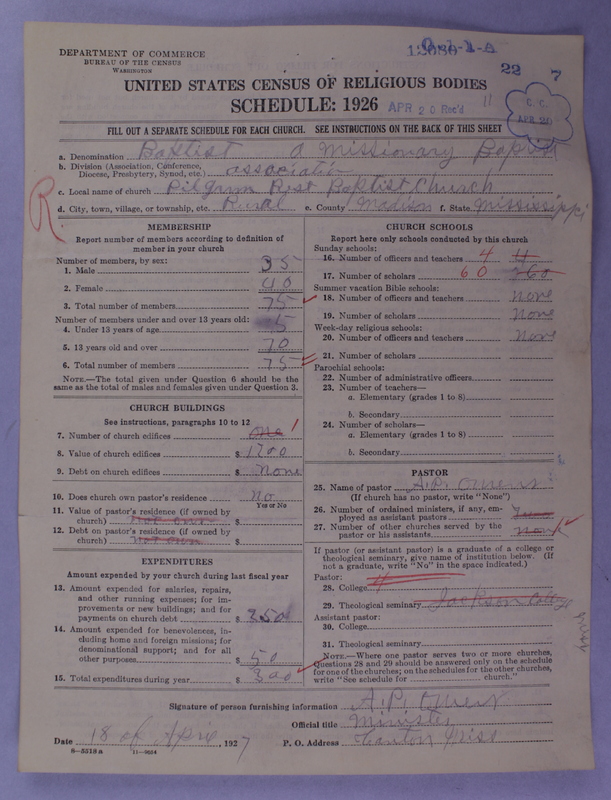 DEPARTMENT OF COMMERCE
BUREAU OF THE CENSUS
WASHINGTON
22 7
UNITED STATES CENSUS OF RELIGIOUS BODIES
SCHEDULE: 1926 APR 20 Rec'd 11
C. C.
APR 20
FILL OUT A SEPARATE SCHEDULE FOR EACH CHURCH. SEE INSTRUCTIONS ON THE BACK OF THIS SHEET
a. Denomination Baptist a Missionary Baptist
b. Division (Association, Conference, Diocese, Presbytery, Synod, etc.) association
c. Local name of church Pilgrim Rest Baptist Church
d. City, town, village, or township, etc. Rural e. County Madison f. State Mississippi
R
MEMBERSHIP
Report number of members according to definition of
member in your church
Number of members, by sex:
1. Male 35
2. Female 40
3. Total number of members 75
Number of members under and over 13 years old:
4. Under 13 years of age 5
5. 13 years old and over 70
6. Total number of members 75
NOTE.—The total given under Question 6 should be
the same as the total of males and females given under Question 3.
CHURCH BUILDINGS
See instructions, paragraphs 10 to 12
7. Number of church edifices one 1
8. Value of church edifices $ 1200
9. Debt on church edifices $ None
10. Does church own pastor's residence No
Yes or No
11. Value of pastor's residence (if owned by
church) not own $
12. Debt on pastor's residence (if owned by
church) not own $
EXPENDITURES
Amount expended by your church during last fiscal year
13. Amount expended for salaries, repairs,
and other running expenses; for im-
provements or new buildings; and for
payments on church debt $ 250
14. Amount expended for benevolences, in-
cluding home and foreign missions; for
denominational support; and for all
other purposes $ 50
15. Total expenditures during year $ 300
CHURCH SCHOOLS
Report here only schools conducted by this church
Sunday schools:
16. Number of officers and teachers 4 4
17. Number of scholars 60
Summer vacation Bible schools:
18. Number of officers and teachers None
19. Number of scholars None
Week-day religious schools:
20. Number of officers and teachers None
21. Number of scholars
Parochial schools:
22. Number of administrative officers
23. Number of teachers—
a. Elementary (grades 1 to 8)
b. Secondary
24. Number of scholars—
a. Elementary (grades 1 to 8)
b. Secondary
PASTOR
25. Name of pastor A. P. Owens
(If church has no pastor, write "None")
26. Number of ordained ministers, if any, em-
ployed as assistant pastors
27. Number of other churches served by the
pastor or his assistants
If pastor (or assistant pastor) is a graduate of a college or
theological seminary, give name of institution below. (If
not a graduate, write "No" in the space indicated.)
Pastor:
28. College
29. Theological seminary Jackson College
Assistant pastor:
30. College
31. Theological seminary
NOTE.—Where one pastor serves two or more churches,
Questions 28 and 29 should be answered only on the schedule
for one of the churches; on the schedules for the other churches,
write "See schedule for church."
Signature of person furnishing information A. P. Owens
Official title Minister
Date 18 of April, 1927 P. O. Address Canton Miss
8—5518 a 11—9634